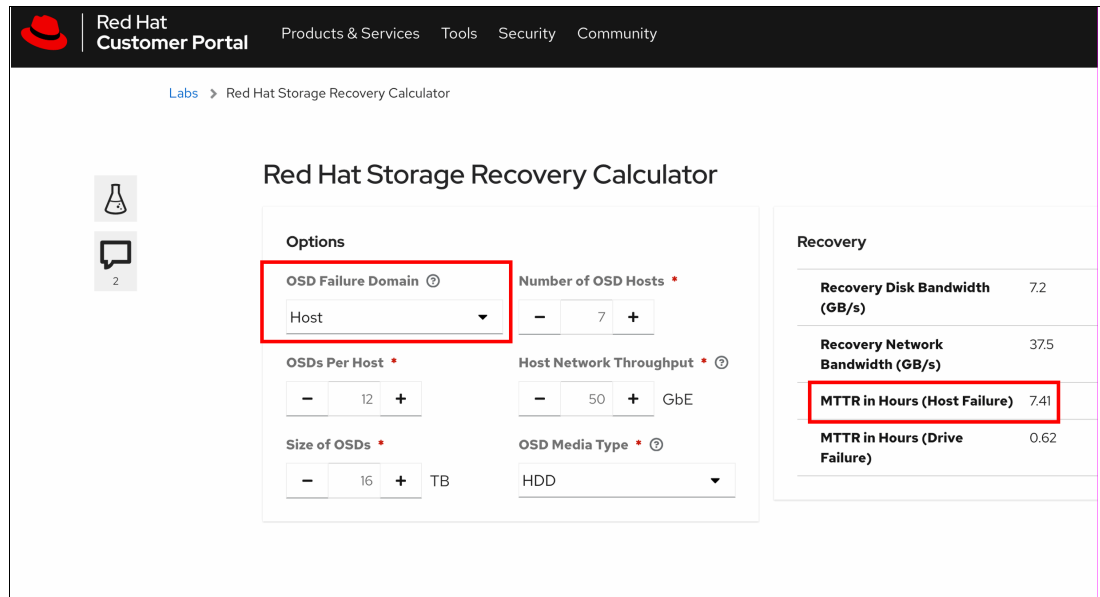 Red Hat
Customer Portal
Products & Services Tools Security Community
Labs > Red Hat Storage Recovery Calculator
Red Hat Storage Recovery Calculator
2
Options
OSD Failure Domain ?
Number of OSD Hosts *
Host
− 7 +
OSDs Per Host *
Host Network Throughput * ?
− 12 +
− 50 + GbE
Size of OSDs *
OSD Media Type * ?
− 16 + TB
HDD
Recovery
Recovery Disk Bandwidth 7.2
(GB/s)
Recovery Network 37.5
Bandwidth (GB/s)
MTTR in Hours (Host Failure) 7.41
MTTR in Hours (Drive 0.62
Failure)